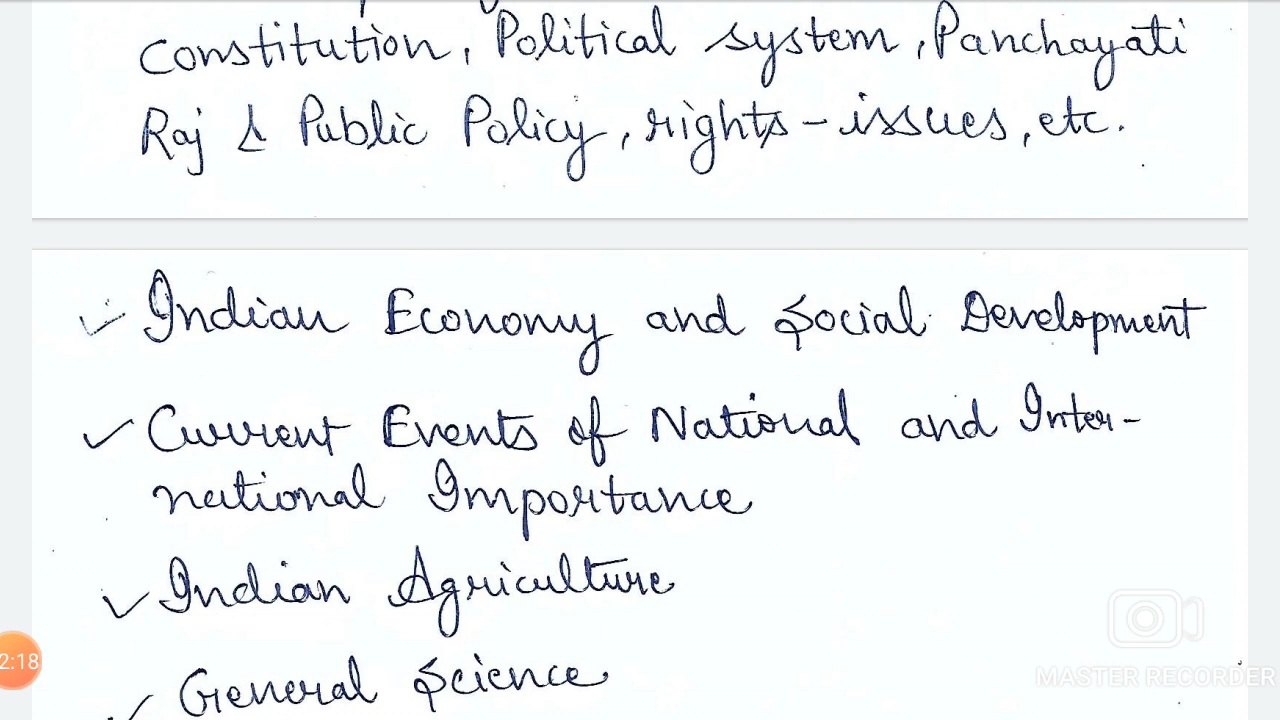 Constitution, Political system, Panchayati
Raj & Public Policy, rights - issues, etc.
Indian Economy and Social Development
Current Events of National and Inter-
national Importance
Indian Agriculture
General Science
2:18
MASTER RECORDER